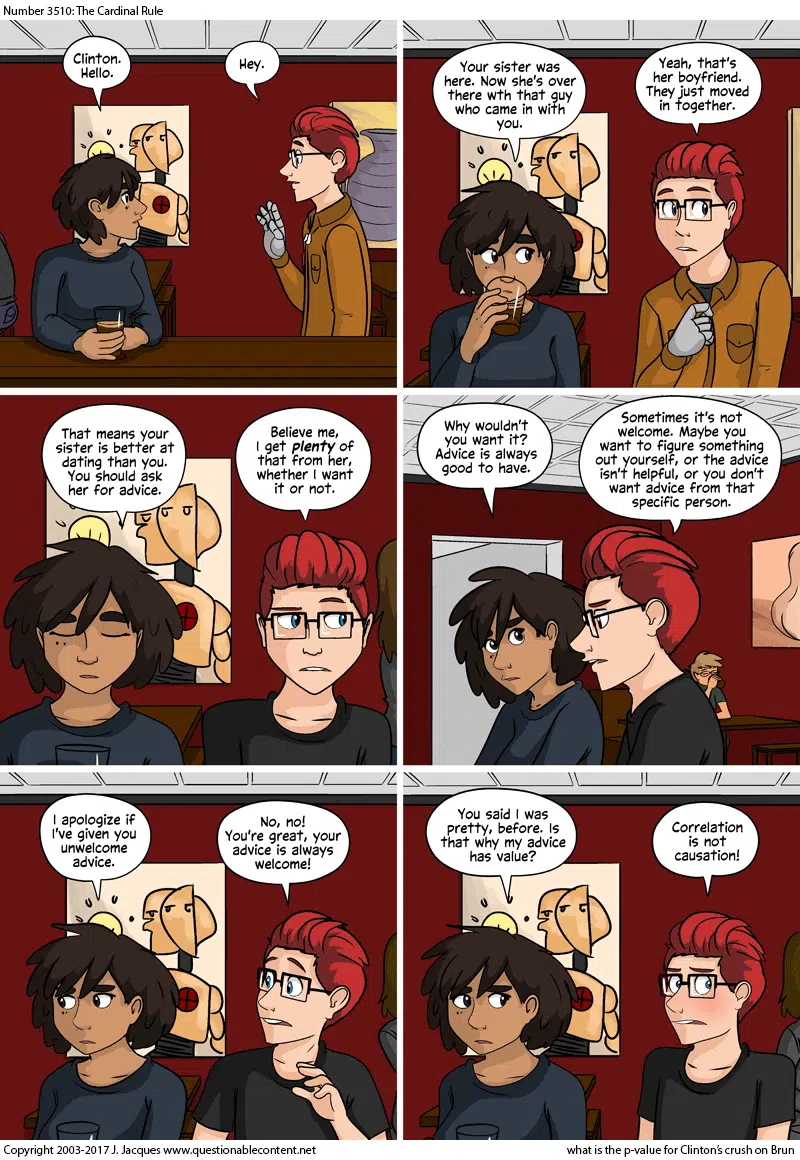 Number 3510: The Cardinal Rule
Clinton.
Hello.
Hey.
Your sister was
here. Now she's over
there wth that guy
who came in with
you.
Yeah, that's
her boyfriend.
They just moved
in together.
That means your
sister is better at
dating than you.
You should ask
her for advice.
Believe me,
I get plenty of
that from her,
whether I want
it or not.
Why wouldn't
you want it?
Advice is always
good to have.
Sometimes it's not
welcome. Maybe you
want to figure something
out yourself, or the advice
isn't helpful, or you don't
want advice from that
specific person.
I apologize if
I've given you
unwelcome
advice.
No, no!
You're great, your
advice is always
welcome!
You said I was
pretty, before. Is
that why my advice
has value?
Correlation
is not
causation!
Copyright 2003-2017 J. Jacques www.questionablecontent.net
what is the p-value for Clinton's crush on Brun